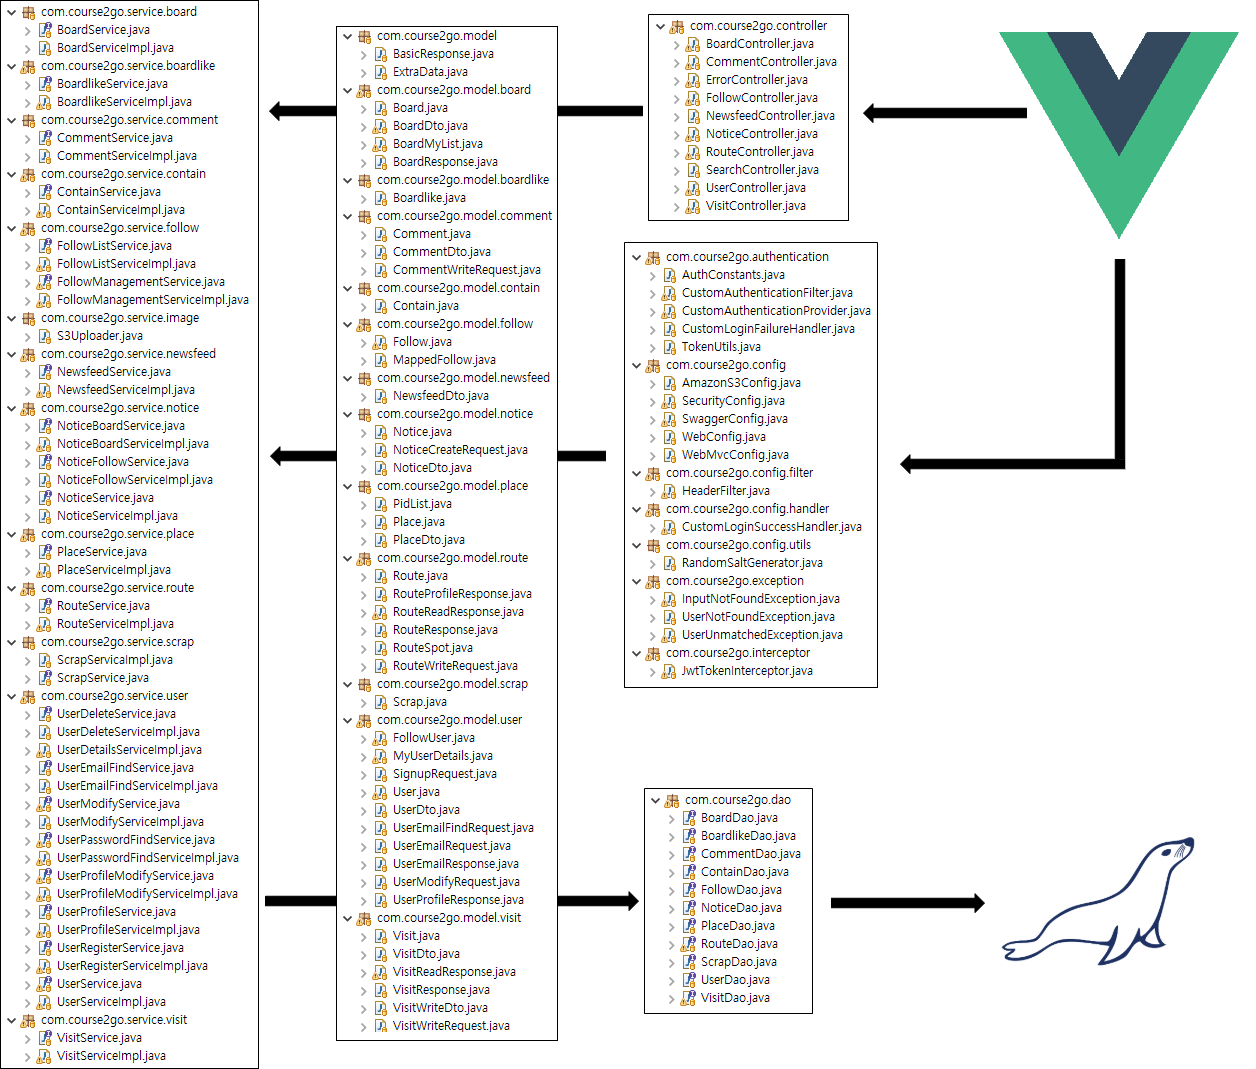 com.course2go.service.board
BoardService.java
BoardServiceImpl.java
com.course2go.service.boardlike
BoardlikeService.java
BoardlikeServiceImpl.java
com.course2go.service.comment
CommentService.java
CommentServiceImpl.java
com.course2go.service.contain
ContainService.java
ContainServiceImpl.java
com.course2go.service.follow
FollowListService.java
FollowListServiceImpl.java
FollowManagementService.java
FollowManagementServiceImpl.java
com.course2go.service.image
S3Uploader.java
com.course2go.service.newsfeed
NewsfeedService.java
NewsfeedServiceImpl.java
com.course2go.service.notice
NoticeBoardService.java
NoticeBoardServiceImpl.java
NoticeFollowService.java
NoticeFollowServiceImpl.java
NoticeService.java
NoticeServiceImpl.java
com.course2go.service.place
PlaceService.java
PlaceServiceImpl.java
com.course2go.service.route
RouteService.java
RouteServiceImpl.java
com.course2go.service.scrap
ScrapServicaImpl.java
ScrapService.java
com.course2go.service.user
UserDeleteService.java
UserDeleteServiceImpl.java
UserDetailsServiceImpl.java
UserEmailFindService.java
UserEmailFindServiceImpl.java
UserModifyService.java
UserModifyServiceImpl.java
UserPasswordFindService.java
UserPasswordFindServiceImpl.java
UserProfileModifyService.java
UserProfileModifyServiceImpl.java
UserProfileService.java
UserProfileServiceImpl.java
UserRegisterService.java
UserRegisterServiceImpl.java
UserService.java
UserServiceImpl.java
com.course2go.service.visit
VisitService.java
VisitServiceImpl.java
com.course2go.model
BasicResponse.java
ExtraData.java
com.course2go.model.board
Board.java
BoardDto.java
BoardMyList.java
BoardResponse.java
com.course2go.model.boardlike
Boardlike.java
com.course2go.model.comment
Comment.java
CommentDto.java
CommentWriteRequest.java
com.course2go.model.contain
Contain.java
com.course2go.model.follow
Follow.java
MappedFollow.java
com.course2go.model.newsfeed
NewsfeedDto.java
com.course2go.model.notice
Notice.java
NoticeCreateRequest.java
NoticeDto.java
com.course2go.model.place
PidList.java
Place.java
PlaceDto.java
com.course2go.model.route
Route.java
RouteProfileResponse.java
RouteReadResponse.java
RouteResponse.java
RouteSpot.java
RouteWriteRequest.java
com.course2go.model.scrap
Scrap.java
com.course2go.model.user
FollowUser.java
MyUserDetails.java
SignupRequest.java
User.java
UserDto.java
UserEmailFindRequest.java
UserEmailRequest.java
UserEmailResponse.java
UserModifyRequest.java
UserProfileResponse.java
com.course2go.model.visit
Visit.java
VisitDto.java
VisitReadResponse.java
VisitResponse.java
VisitWriteDto.java
VisitWriteRequest.java
com.course2go.controller
BoardController.java
CommentController.java
ErrorController.java
FollowController.java
NewsfeedController.java
NoticeController.java
RouteController.java
SearchController.java
UserController.java
VisitController.java
com.course2go.authentication
AuthConstants.java
CustomAuthenticationFilter.java
CustomAuthenticationProvider.java
CustomLoginFailureHandler.java
TokenUtils.java
com.course2go.config
AmazonS3Config.java
SecurityConfig.java
SwaggerConfig.java
WebConfig.java
WebMvcConfig.java
com.course2go.config.filter
HeaderFilter.java
com.course2go.config.handler
CustomLoginSuccessHandler.java
com.course2go.config.utils
RandomSaltGenerator.java
com.course2go.exception
InputNotFoundException.java
UserNotFoundException.java
UserUnmatchedException.java
com.course2go.interceptor
JwtTokenInterceptor.java
com.course2go.dao
BoardDao.java
BoardlikeDao.java
CommentDao.java
ContainDao.java
FollowDao.java
NoticeDao.java
PlaceDao.java
RouteDao.java
ScrapDao.java
UserDao.java
VisitDao.java